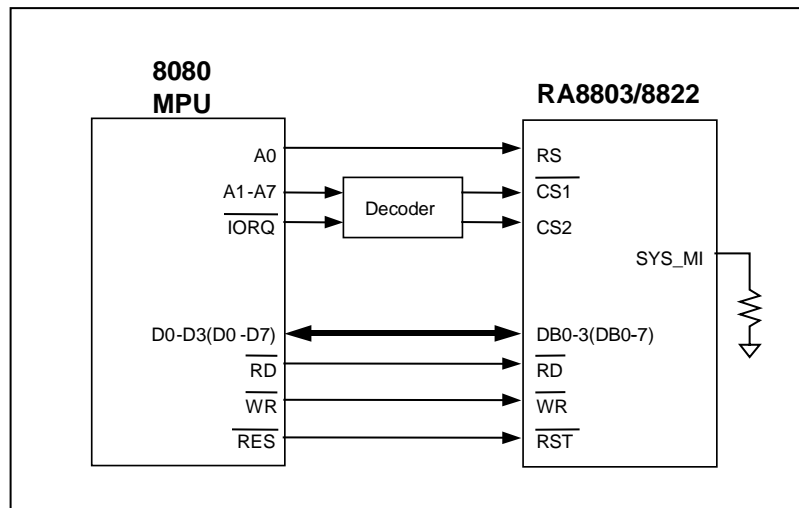 8080
MPU
RA8803/8822
A0
RS
A1-A7
Decoder
CS1
IORQ
CS2
SYS_MI
D0-D3(D0-D7)
DB0-3(DB0-7)
RD
RD
WR
WR
RES
RST